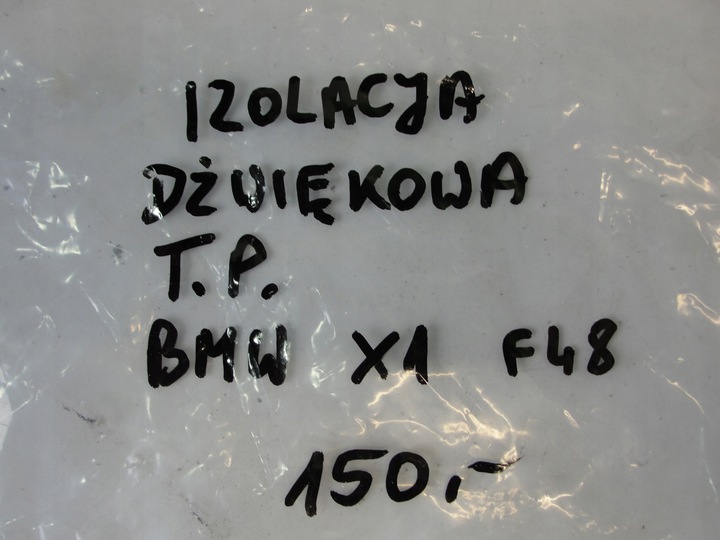 IZOLACJA
DŻWIĘKOWA
T.P.
BMW X1 F48
150,-